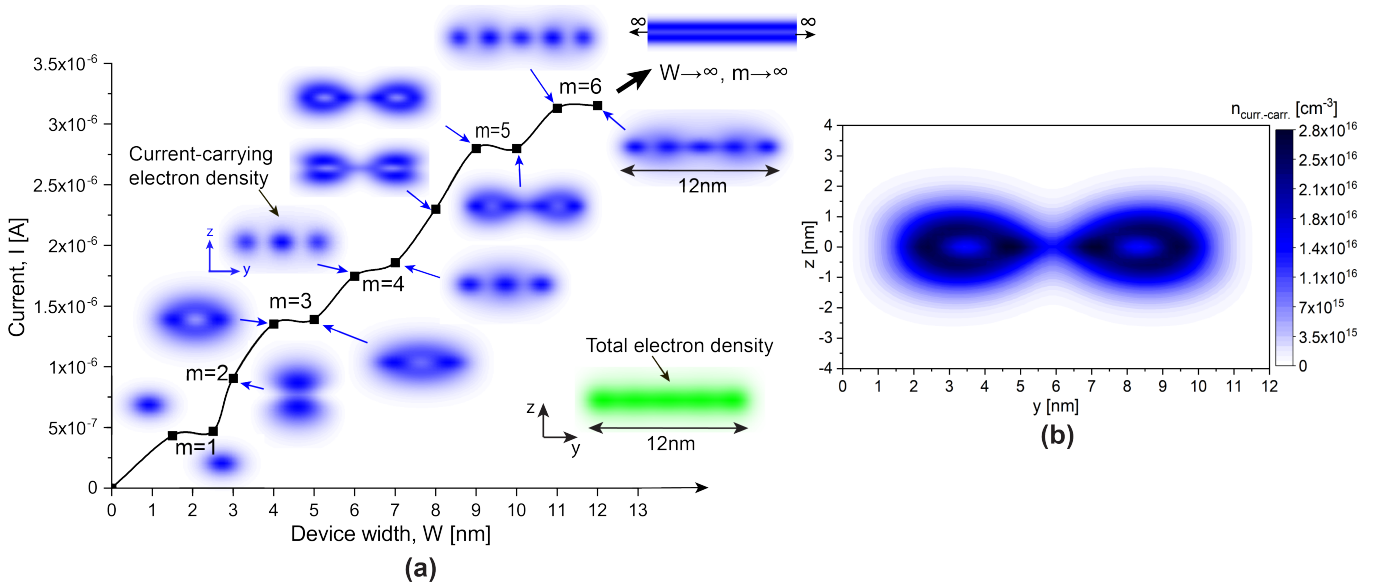 ∞ ∞
W→∞, m→∞
3.5x10-6
3x10-6
2.5x10-6
2x10-6
1.5x10-6
1x10-6
5x10-7
0
Current, I [A]
m=6
m=5
Current-carrying
electron density
12nm
z
y
m=4
m=3
m=2
m=1
Total electron density
z
y
12nm
0 1 2 3 4 5 6 7 8 9 10 11 12 13
Device width, W [nm]
(a)
ncurr.-carr. [cm-3]
4
3
2
1
0
-1
-2
-3
-4
z [nm]
2.8x1016
2.5x1016
2.1x1016
1.8x1016
1.4x1016
1.1x1016
7x1015
3.5x1015
0
0 1 2 3 4 5 6 7 8 9 10 11 12
y [nm]
(b)